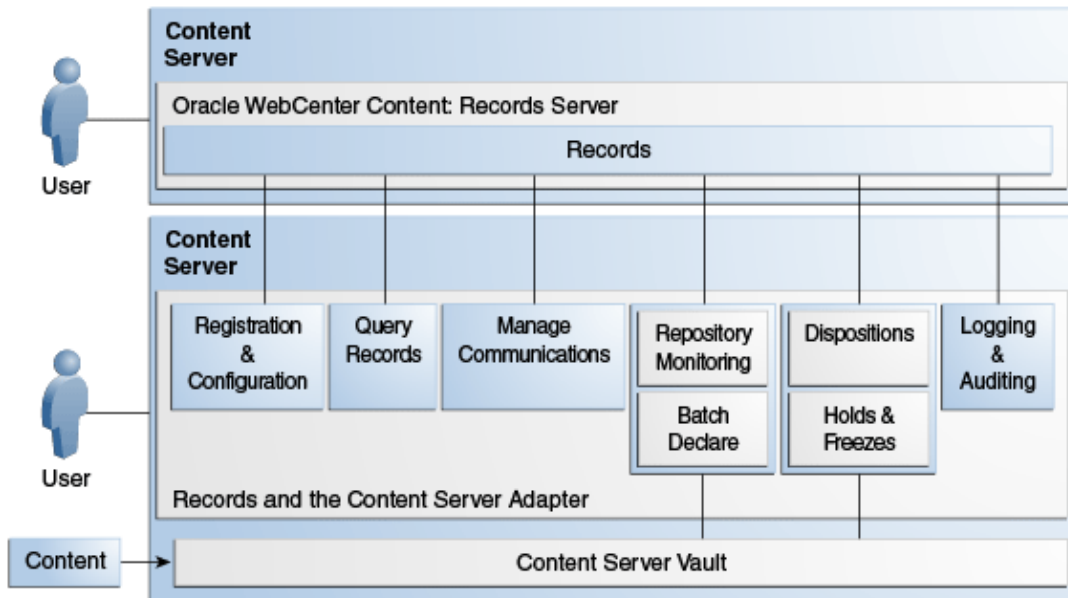 Content
Server
Oracle WebCenter Content: Records Server
Records
User
Content
Server
Registration
&
Configuration
Query
Records
Manage
Communications
Repository
Monitoring
Batch
Declare
Dispositions
Holds &
Freezes
Logging
&
Auditing
User
Records and the Content Server Adapter
Content
Content Server Vault